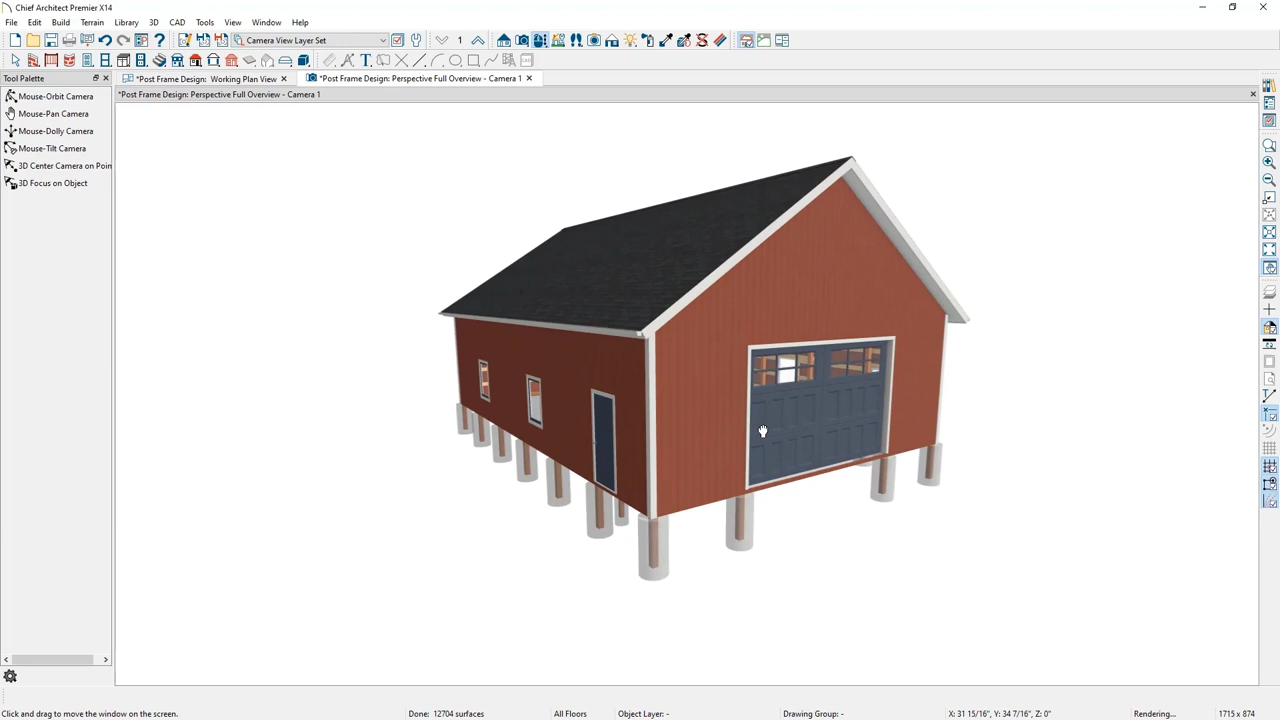 Chief Architect Premier X14
File Edit Build Terrain Library 3D CAD Tools View Window Help
Camera View Layer Set
1
Tool Palette
*Post Frame Design: Working Plan View
*Post Frame Design: Perspective Full Overview - Camera 1
*Post Frame Design: Perspective Full Overview - Camera 1
Mouse-Orbit Camera
Mouse-Pan Camera
Mouse-Dolly Camera
Mouse-Tilt Camera
3D Center Camera on Poin
3D Focus on Object
Click and drag to move the window on the screen.
Done: 12704 surfaces
All Floors
Object Layer: -
Drawing Group: -
X: 31 15/16", Y: 34 7/16", Z: 0"
Rendering...
1715 x 874